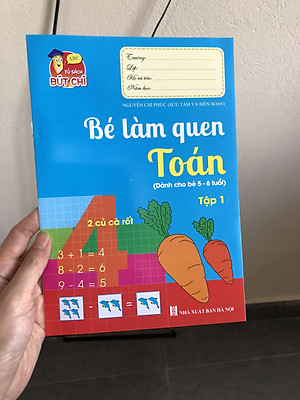 ABC
TỦ SÁCH
BÚT CHÌ
Trường:
Lớp:
Họ và tên:
Năm học:
NGUYỄN CHÍ PHÚC (SƯU TẦM VÀ BIÊN SOẠN)
Bé làm quen
Toán
(Dành cho bé 5 - 6 tuổi)
Tập 1
4
2 củ cà rốt
3 + 1 = 4
8 - 2 = 6
9 - 4 = 5
- =
NHÀ XUẤT BẢN HÀ NỘI